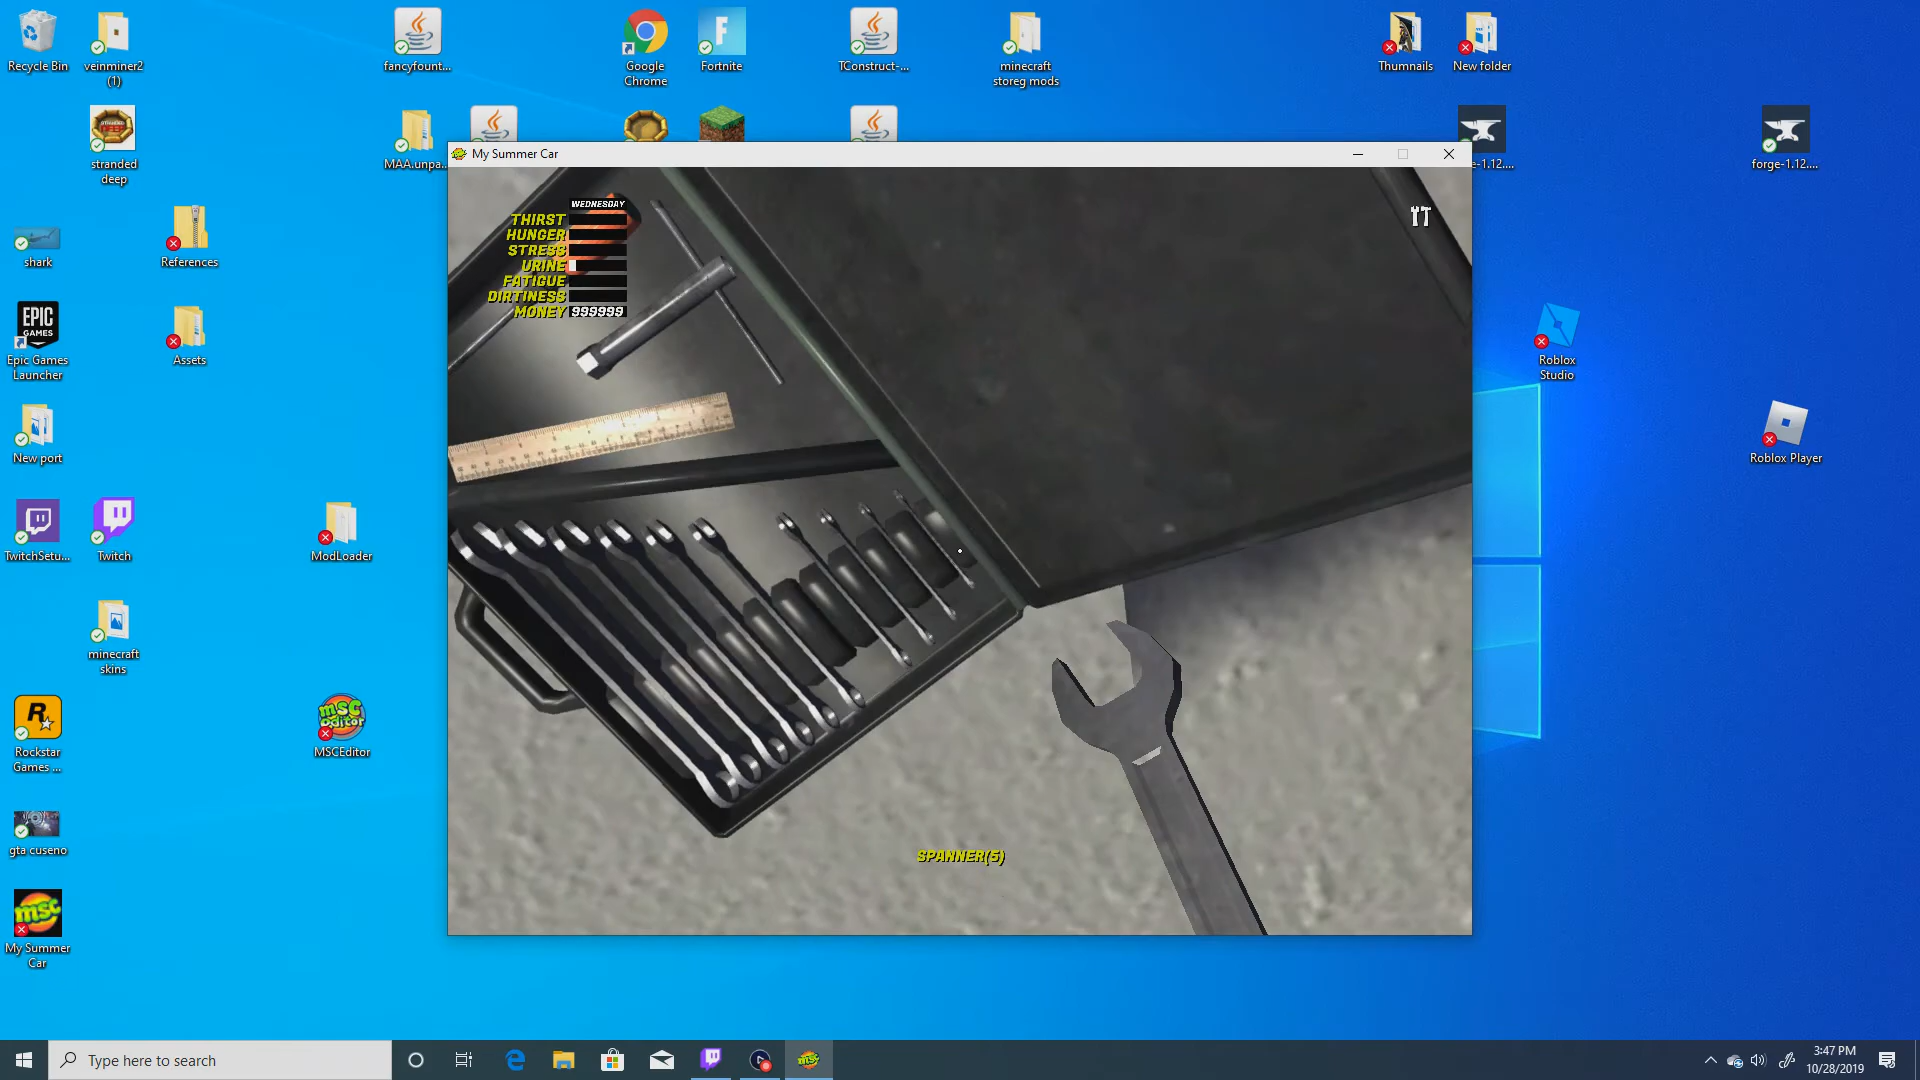 Recycle Bin
veinminer2
(1)
fancyfount...
Google
Chrome
Fortnite
TConstruct-...
minecraft
storeg mods
Thumnails
New folder
stranded
deep
MAA.unpa...
e-1.12....
forge-1.12....
My Summer Car
WEDNESDAY
THIRST
HUNGER
STRESS
URINE
FATIGUE
DIRTINESS
MONEY 999999
shark
References
EPIC
GAMES
Epic Games
Launcher
Assets
Roblox
Studio
New port
Roblox Player
TwitchSetu...
Twitch
ModLoader
minecraft
skins
Rockstar
Games ...
msc
editor
MSCEditor
gta cuseno
msc
My Summer
Car
SPANNER(5)
Type here to search
3:47 PM
10/28/2019